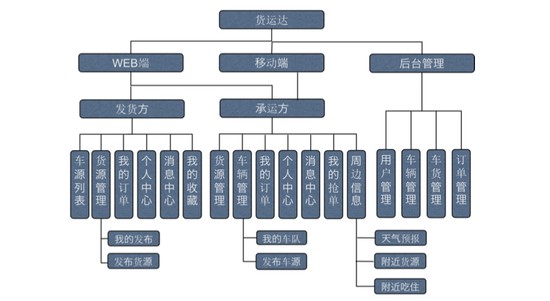 货运达
WEB端
移动端
后台管理
发货方
承运方
车源列表
货源管理
我的订单
个人中心
消息中心
我的收藏
货源管理
车辆管理
我的订单
个人中心
消息中心
我的抢单
周边信息
用户管理
车辆管理
车货管理
订单管理
我的发布
发布货源
我的车队
发布车源
天气预报
附近货源
附近吃住